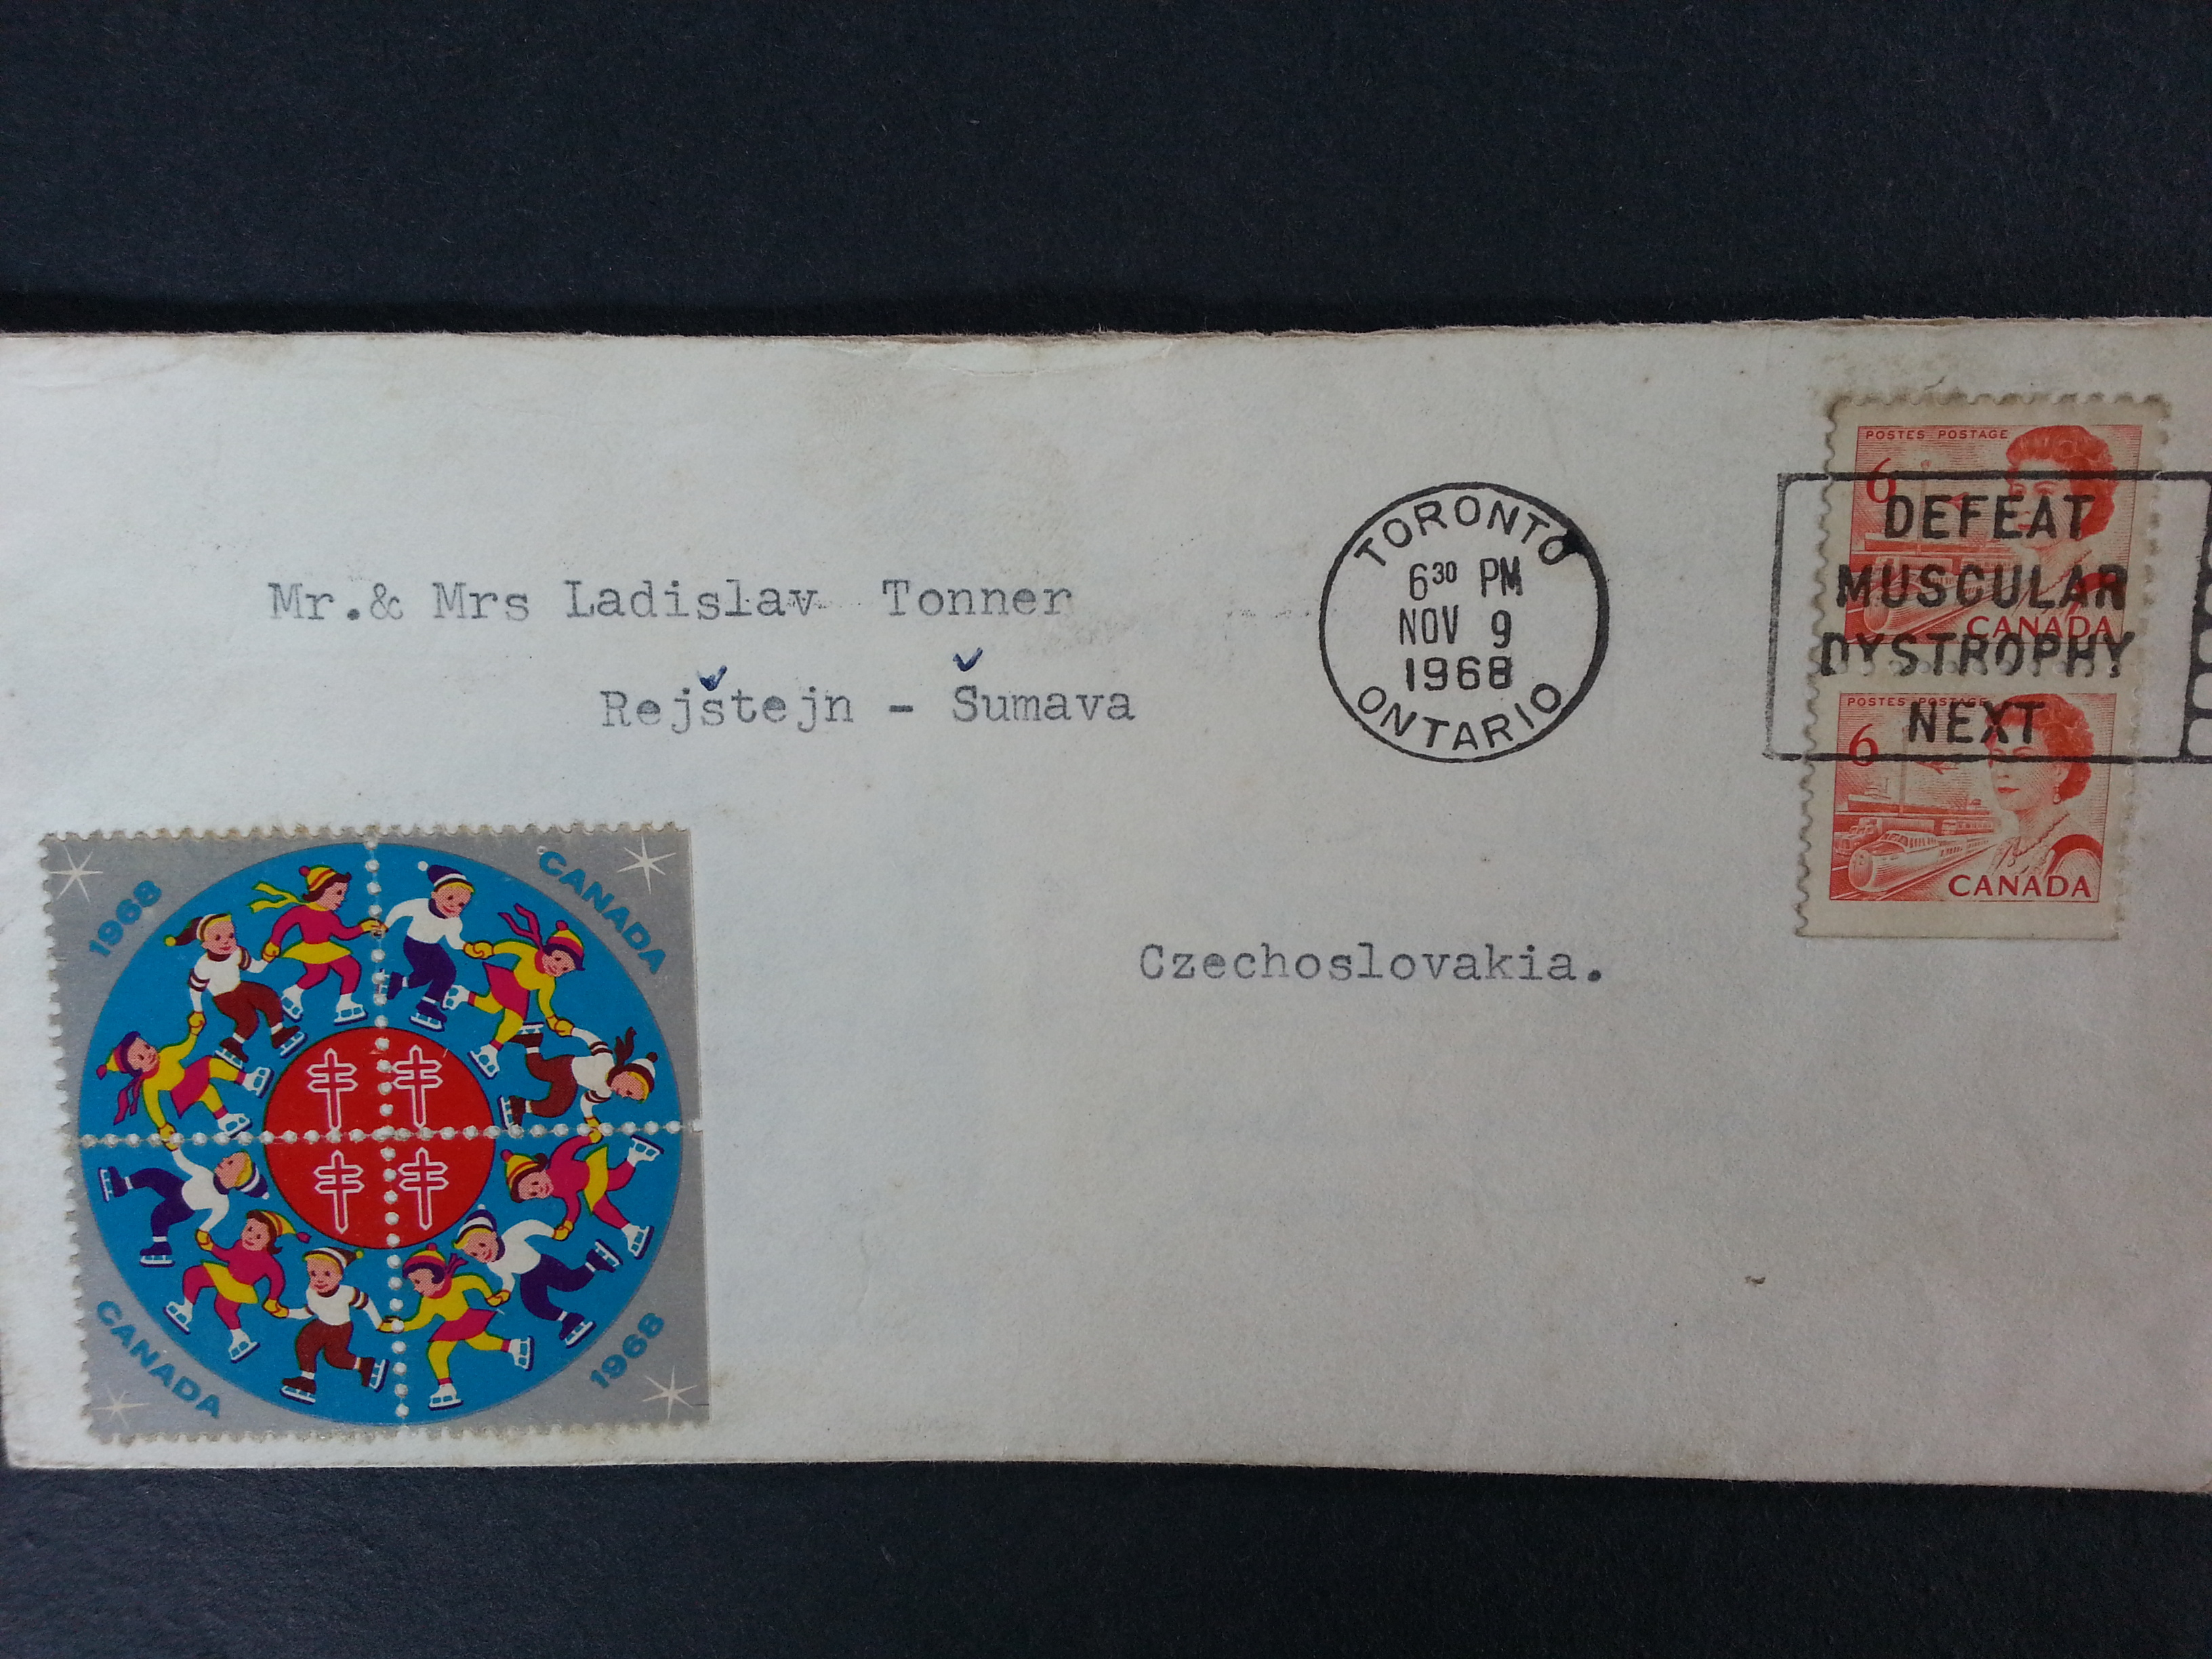 Mr.& Mrs Ladislav Tonner
Rejštejn - Šumava
Czechoslovakia.
TORONTO
6³⁰ PM
NOV 9
1968
ONTARIO
DEFEAT
MUSCULAR
DYSTROPHY
NEXT
POSTES POSTAGE
6
CANADA
POSTES POSTAGE
6
CANADA
1968
CANADA
CANADA
1968